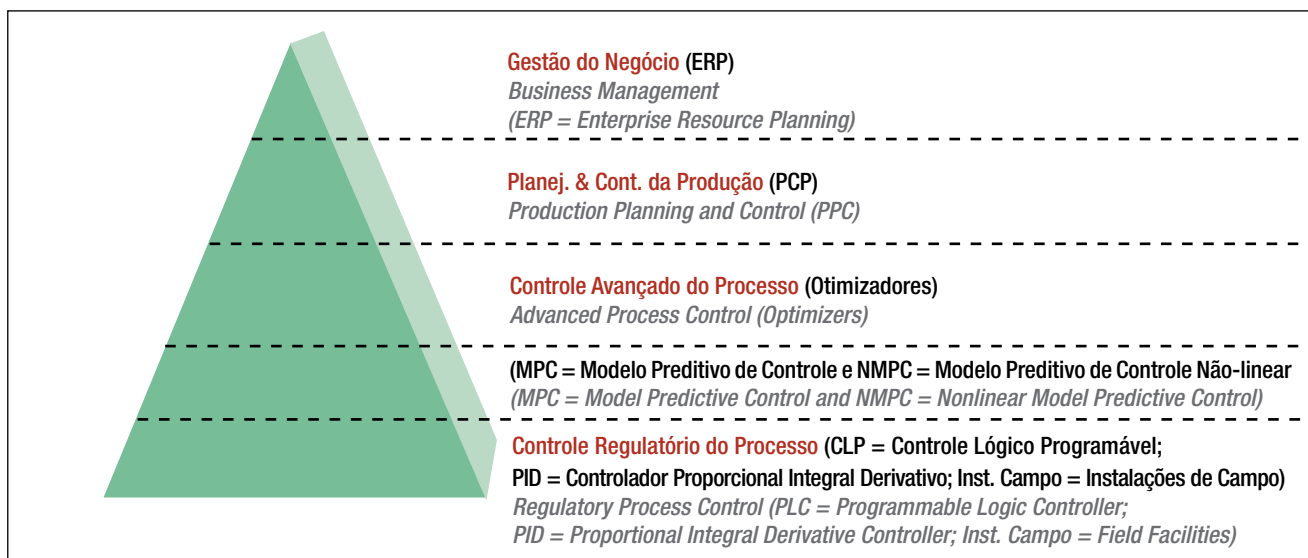 Gestão do Negócio (ERP)
Business Management
(ERP = Enterprise Resource Planning)
Planej. & Cont. da Produção (PCP)
Production Planning and Control (PPC)
Controle Avançado do Processo (Otimizadores)
Advanced Process Control (Optimizers)
(MPC = Modelo Preditivo de Controle e NMPC = Modelo Preditivo de Controle Não-linear
(MPC = Model Predictive Control and NMPC = Nonlinear Model Predictive Control)
Controle Regulatório do Processo (CLP = Controle Lógico Programável;
PID = Controlador Proporcional Integral Derivativo; Inst. Campo = Instalações de Campo)
Regulatory Process Control (PLC = Programmable Logic Controller;
PID = Proportional Integral Derivative Controller; Inst. Campo = Field Facilities)